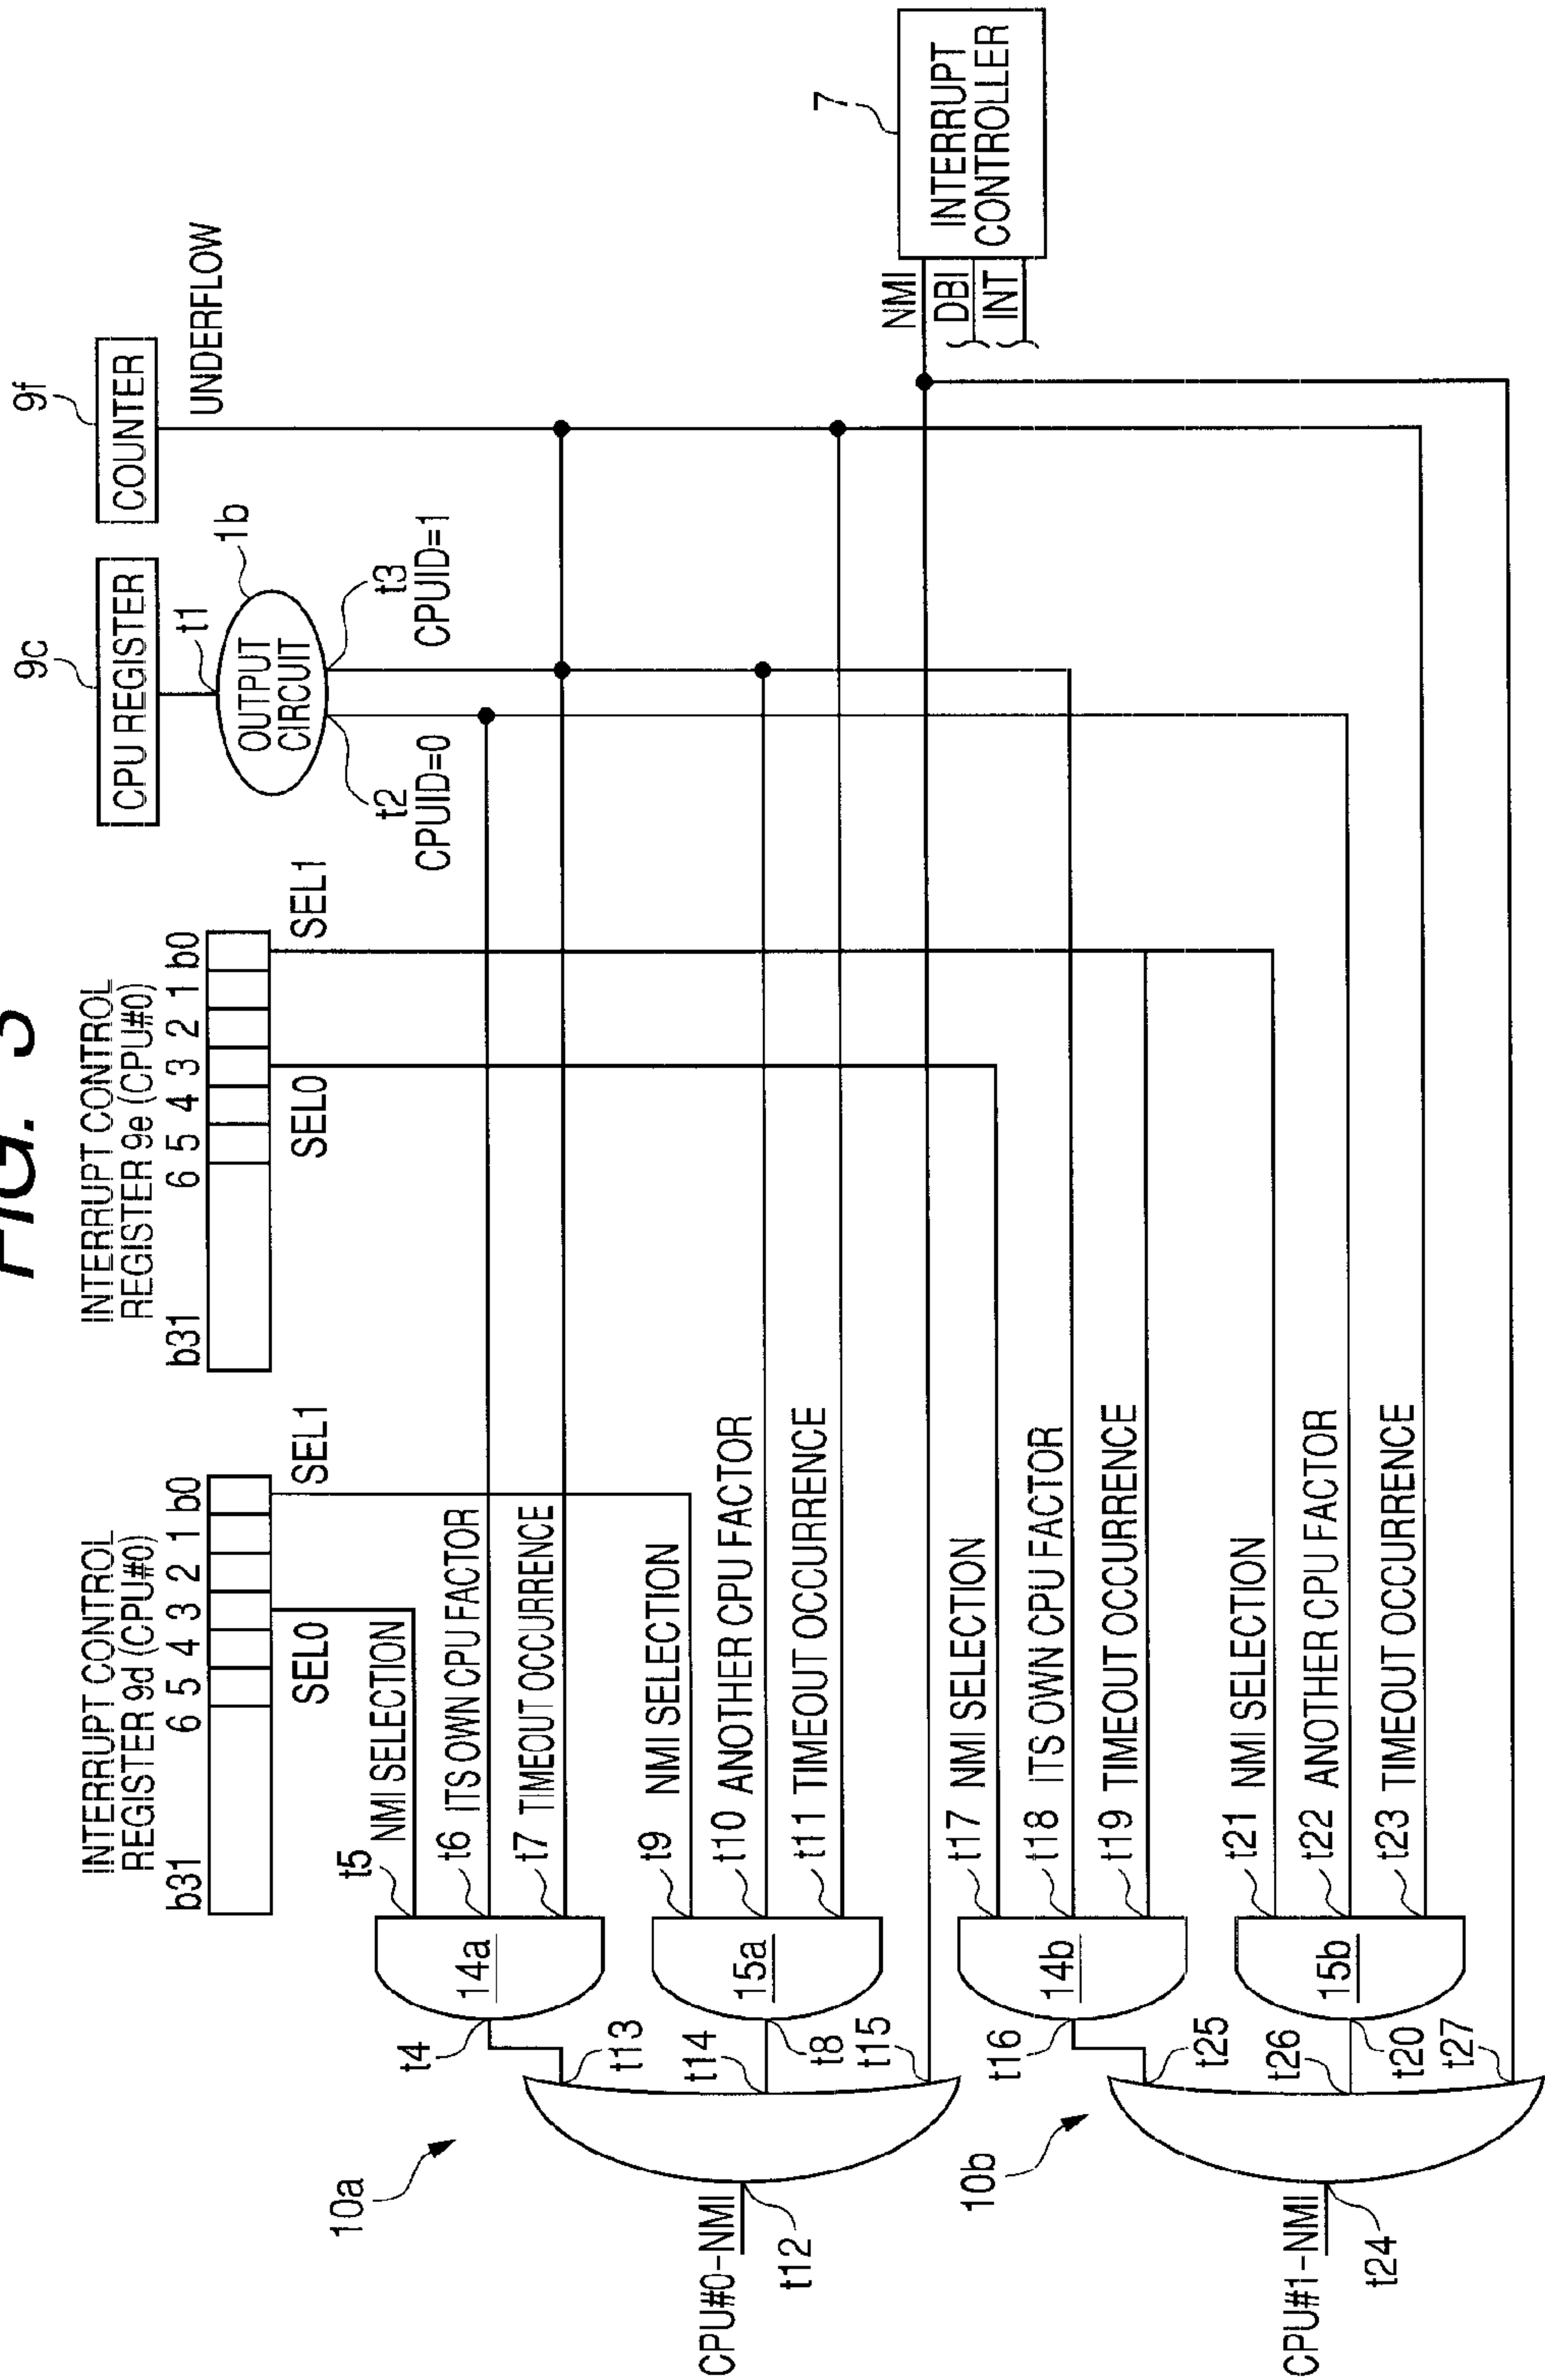 FIG. 3
INTERRUPT CONTROL
REGISTER 9d (CPU#0)
b31 6 5 4 3 2 1 b0
SEL0
SEL1
INTERRUPT CONTROL
REGISTER 9e (CPU#0)
b31 6 5 4 3 2 1 b0
SEL0
SEL1
9c
CPU REGISTER
t1
OUTPUT
CIRCUIT
1b
t2
CPUID=0
t3
CPUID=1
9f
COUNTER
UNDERFLOW
7
INTERRUPT
CONTROLLER
NMI
DBI
INT
10a
CPU#0-NMI
t12
t4
t13
t14
t8
t15
14a
t5
NMI SELECTION
t6 ITS OWN CPU FACTOR
t7 TIMEOUT OCCURRENCE
15a
t9 NMI SELECTION
t10 ANOTHER CPU FACTOR
t11 TIMEOUT OCCURRENCE
10b
CPU#1-NMI
t24
t16
t25
t26
t20
t27
14b
t17 NMI SELECTION
t18 ITS OWN CPU FACTOR
t19 TIMEOUT OCCURRENCE
15b
t21 NMI SELECTION
t22 ANOTHER CPU FACTOR
t23 TIMEOUT OCCURRENCE